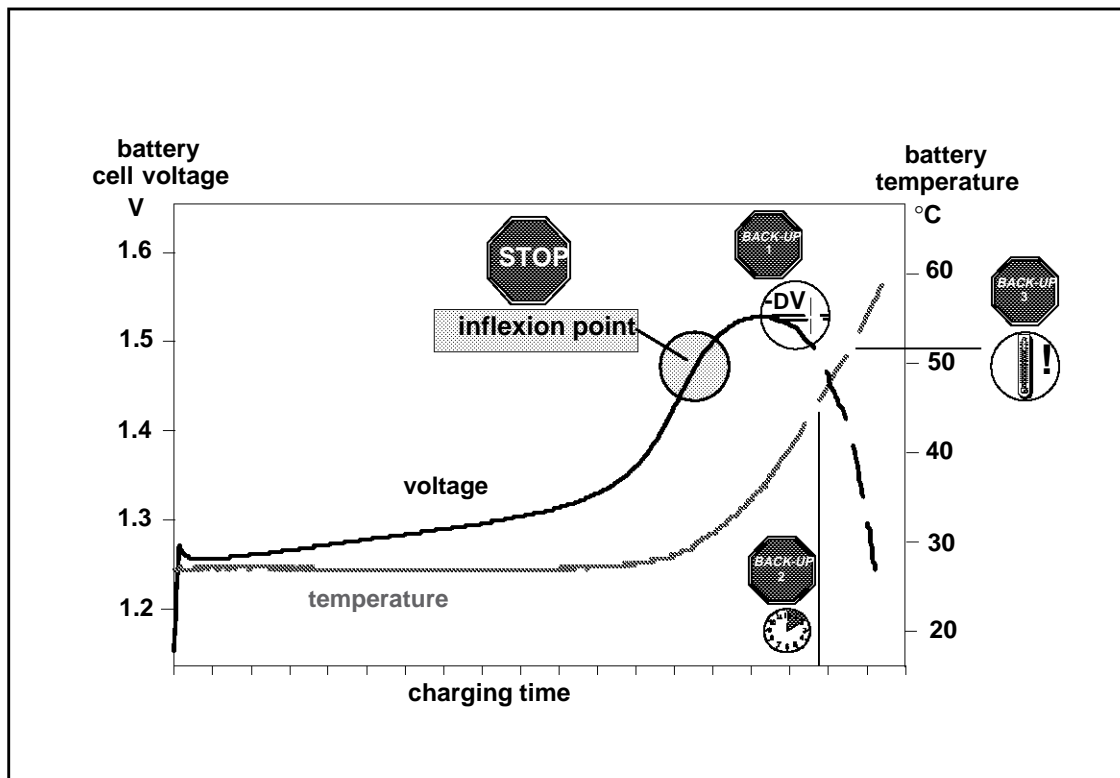 battery
cell voltage
V
battery
temperature
°C
1.6
1.5
1.4
1.3
1.2
60
50
40
30
20
STOP
BACK-UP
1
-DV
inflexion point
BACK-UP
3
!
voltage
temperature
BACK-UP
2
charging time